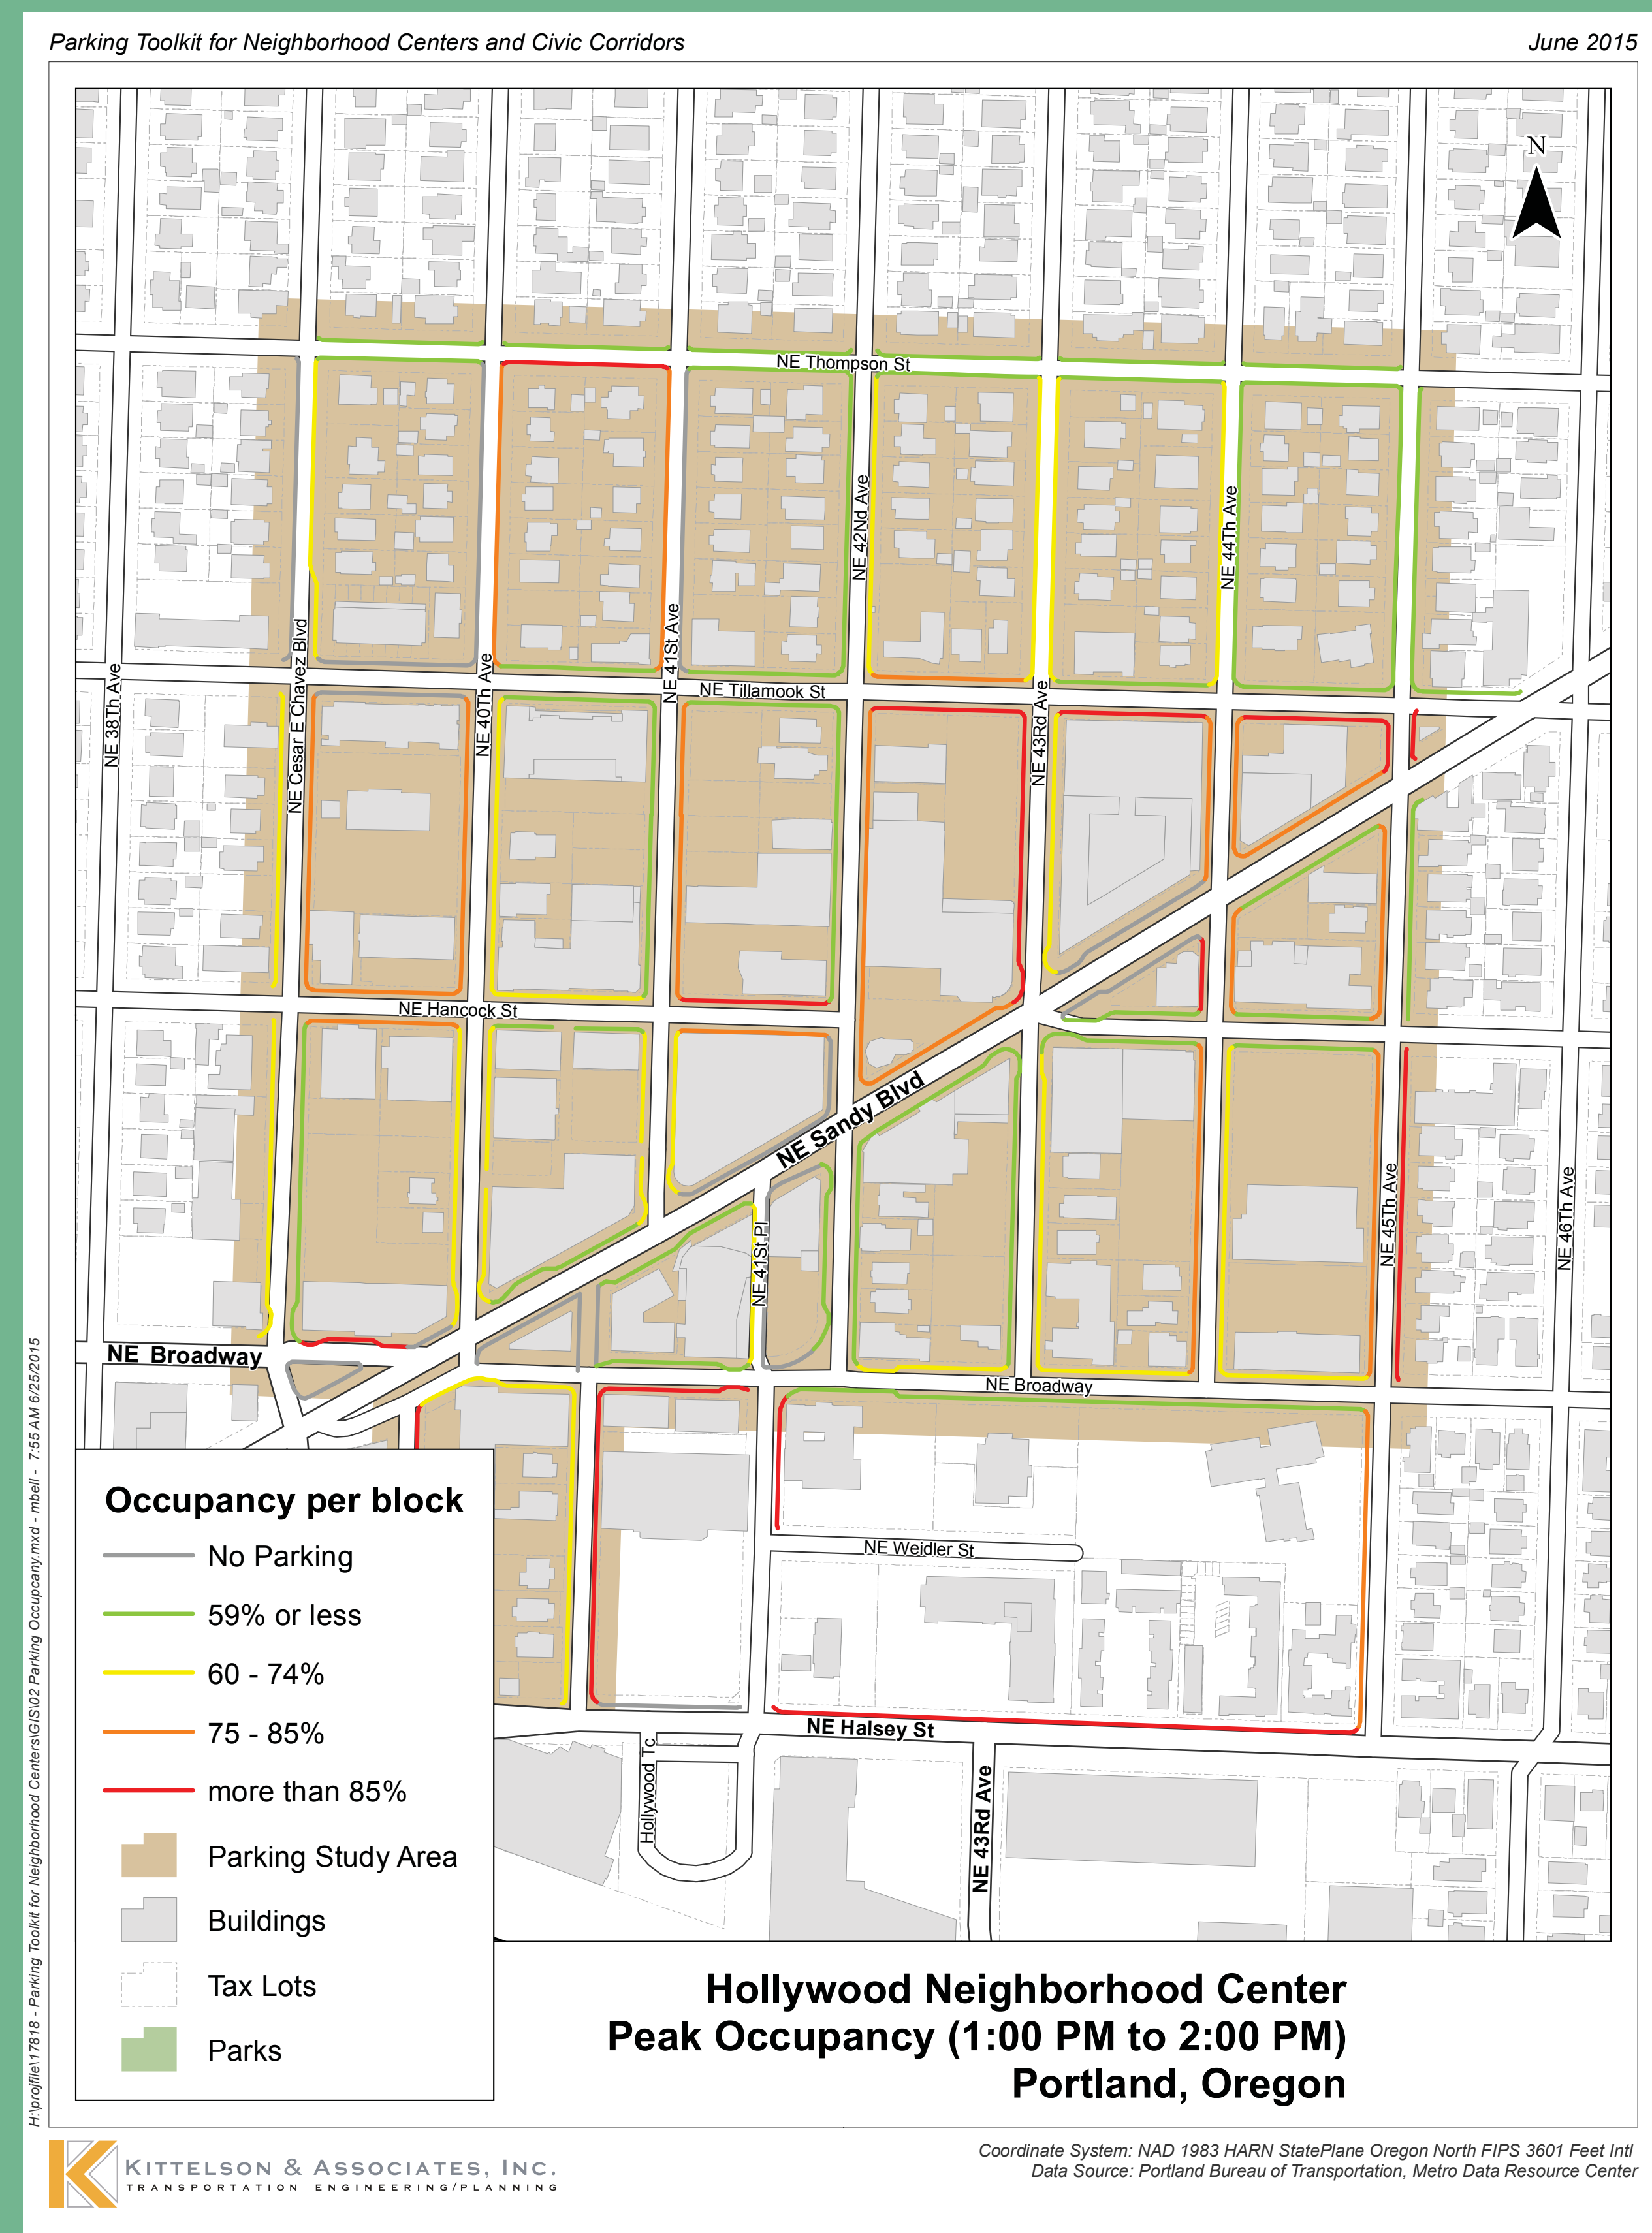 Parking Toolkit for Neighborhood Centers and Civic Corridors
June 2015
N
NE Thompson St
NE 42Nd Ave
NE 44Th Ave
NE Cesar E Chavez Blvd
NE 41St Ave
NE 38Th Ave
NE 40Th Ave
NE Tillamook St
NE 43Rd Ave
NE Hancock St
NE Sandy Blvd
NE 41St Pl
NE 45Th Ave
NE 46Th Ave
NE Broadway
NE Broadway
NE Weidler St
NE Halsey St
Hollywood Tc
NE 43Rd Ave
Occupancy per block
No Parking
59% or less
60 - 74%
75 - 85%
more than 85%
Parking Study Area
Buildings
Tax Lots
Parks
Hollywood Neighborhood Center
Peak Occupancy (1:00 PM to 2:00 PM)
Portland, Oregon
H:\projfile\17818 - Parking Toolkit for Neighborhood Centers\GIS\02 Parking Occupcany.mxd - mbell - 7:55 AM 6/25/2015
KITTELSON & ASSOCIATES, INC.
TRANSPORTATION ENGINEERING/PLANNING
Coordinate System: NAD 1983 HARN StatePlane Oregon North FIPS 3601 Feet Intl
Data Source: Portland Bureau of Transportation, Metro Data Resource Center